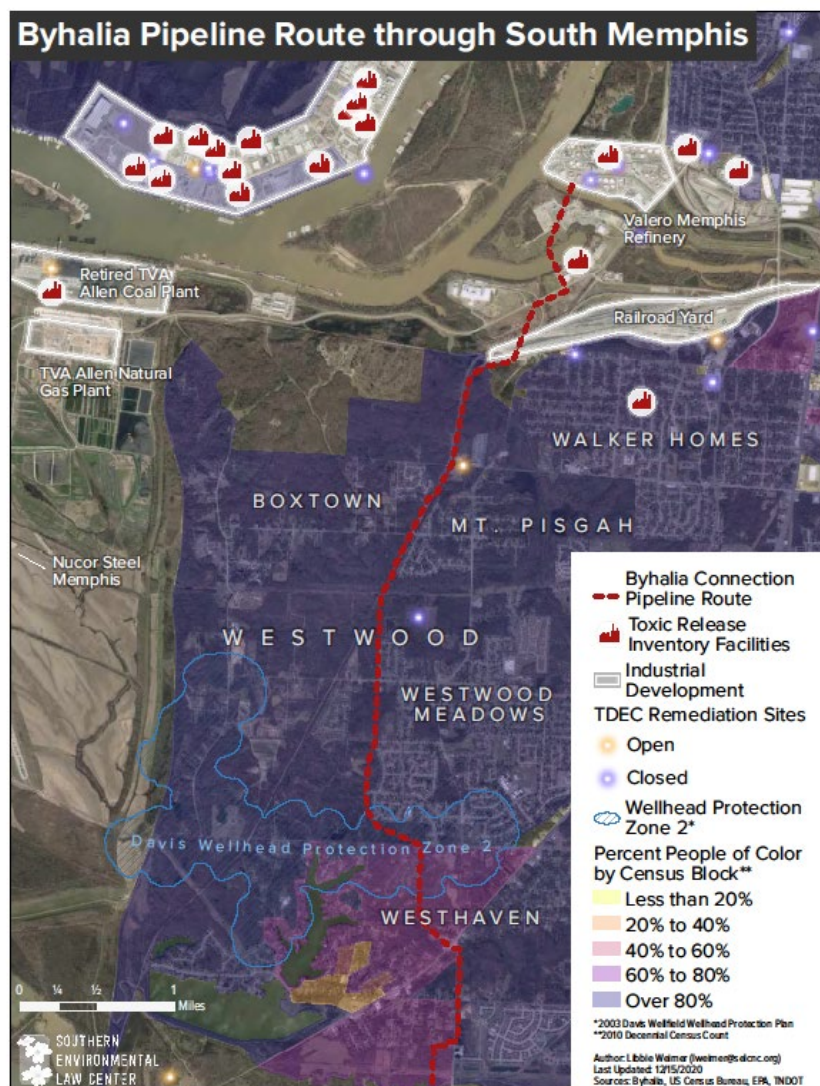 Byhalia Pipeline Route through South Memphis
Valero Memphis
Refinery
Retired TVA
Allen Coal Plant
Railroad Yard
TVA Allen Natural
Gas Plant
WALKER HOMES
BOXTOWN
MT. PISGAH
Nucor Steel
Memphis
WESTWOOD
WESTWOOD
MEADOWS
Davis Wellhead Protection Zone 2
WESTHAVEN
0 ¼ ½ 1
Miles
SOUTHERN
ENVIRONMENTAL
LAW CENTER
Byhalia Connection
Pipeline Route
Toxic Release
Inventory Facilities
Industrial
Development
TDEC Remediation Sites
Open
Closed
Wellhead Protection
Zone 2*
Percent People of Color
by Census Block**
Less than 20%
20% to 40%
40% to 60%
60% to 80%
Over 80%
*2003 Davis Wellfield Wellhead Protection Plan
**2010 Decennial Census Count
Author: Libbie Weimer (lweimer@selcnc.org)
Last Updated: 12/15/2020
Sources: Byhalia, US Census Bureau, EPA, TNDOT